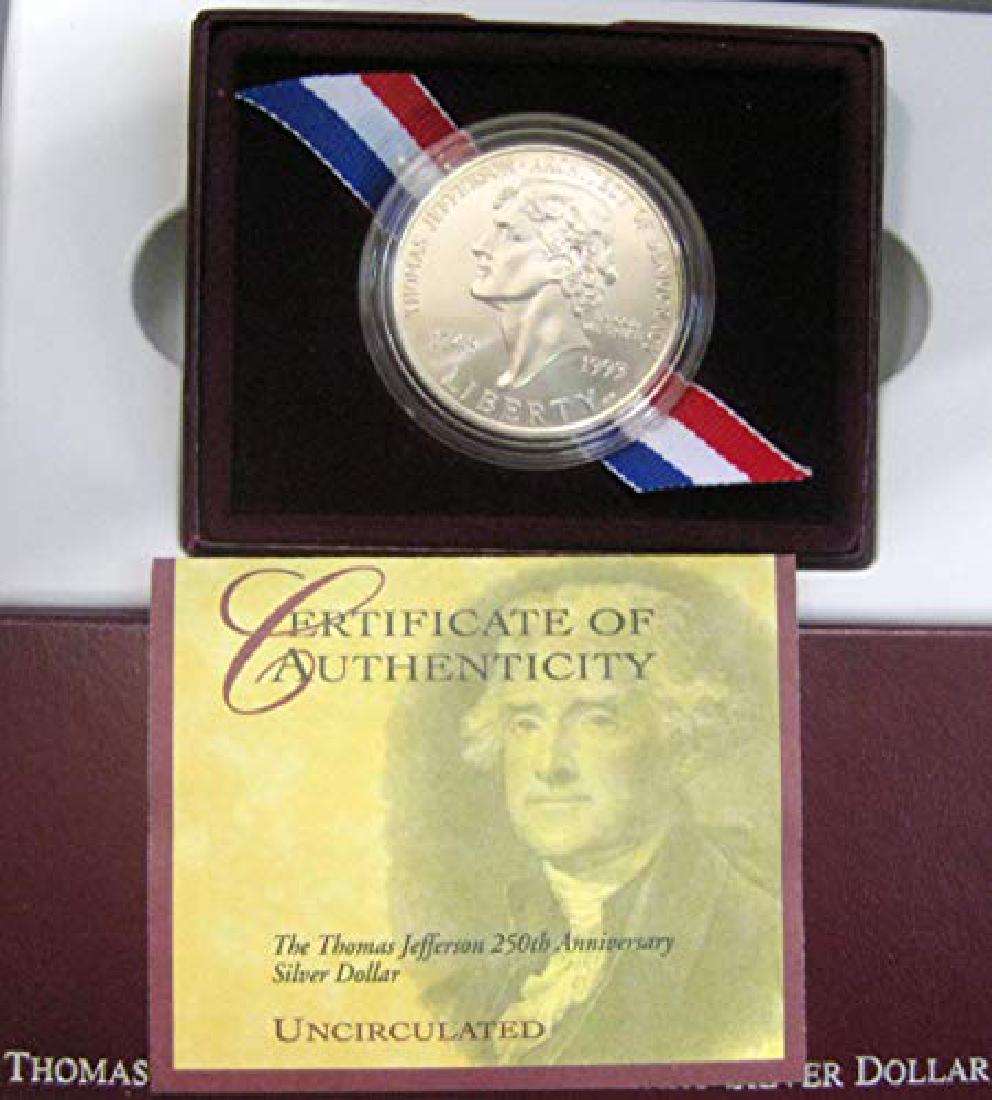 THOMAS JEFFERSON · ARCHITECT OF DEMOCRACY
1743
1993
LIBERTY
CERTIFICATE OF
AUTHENTICITY
The Thomas Jefferson 250th Anniversary
Silver Dollar
UNCIRCULATED
THOMAS SILVER DOLLAR